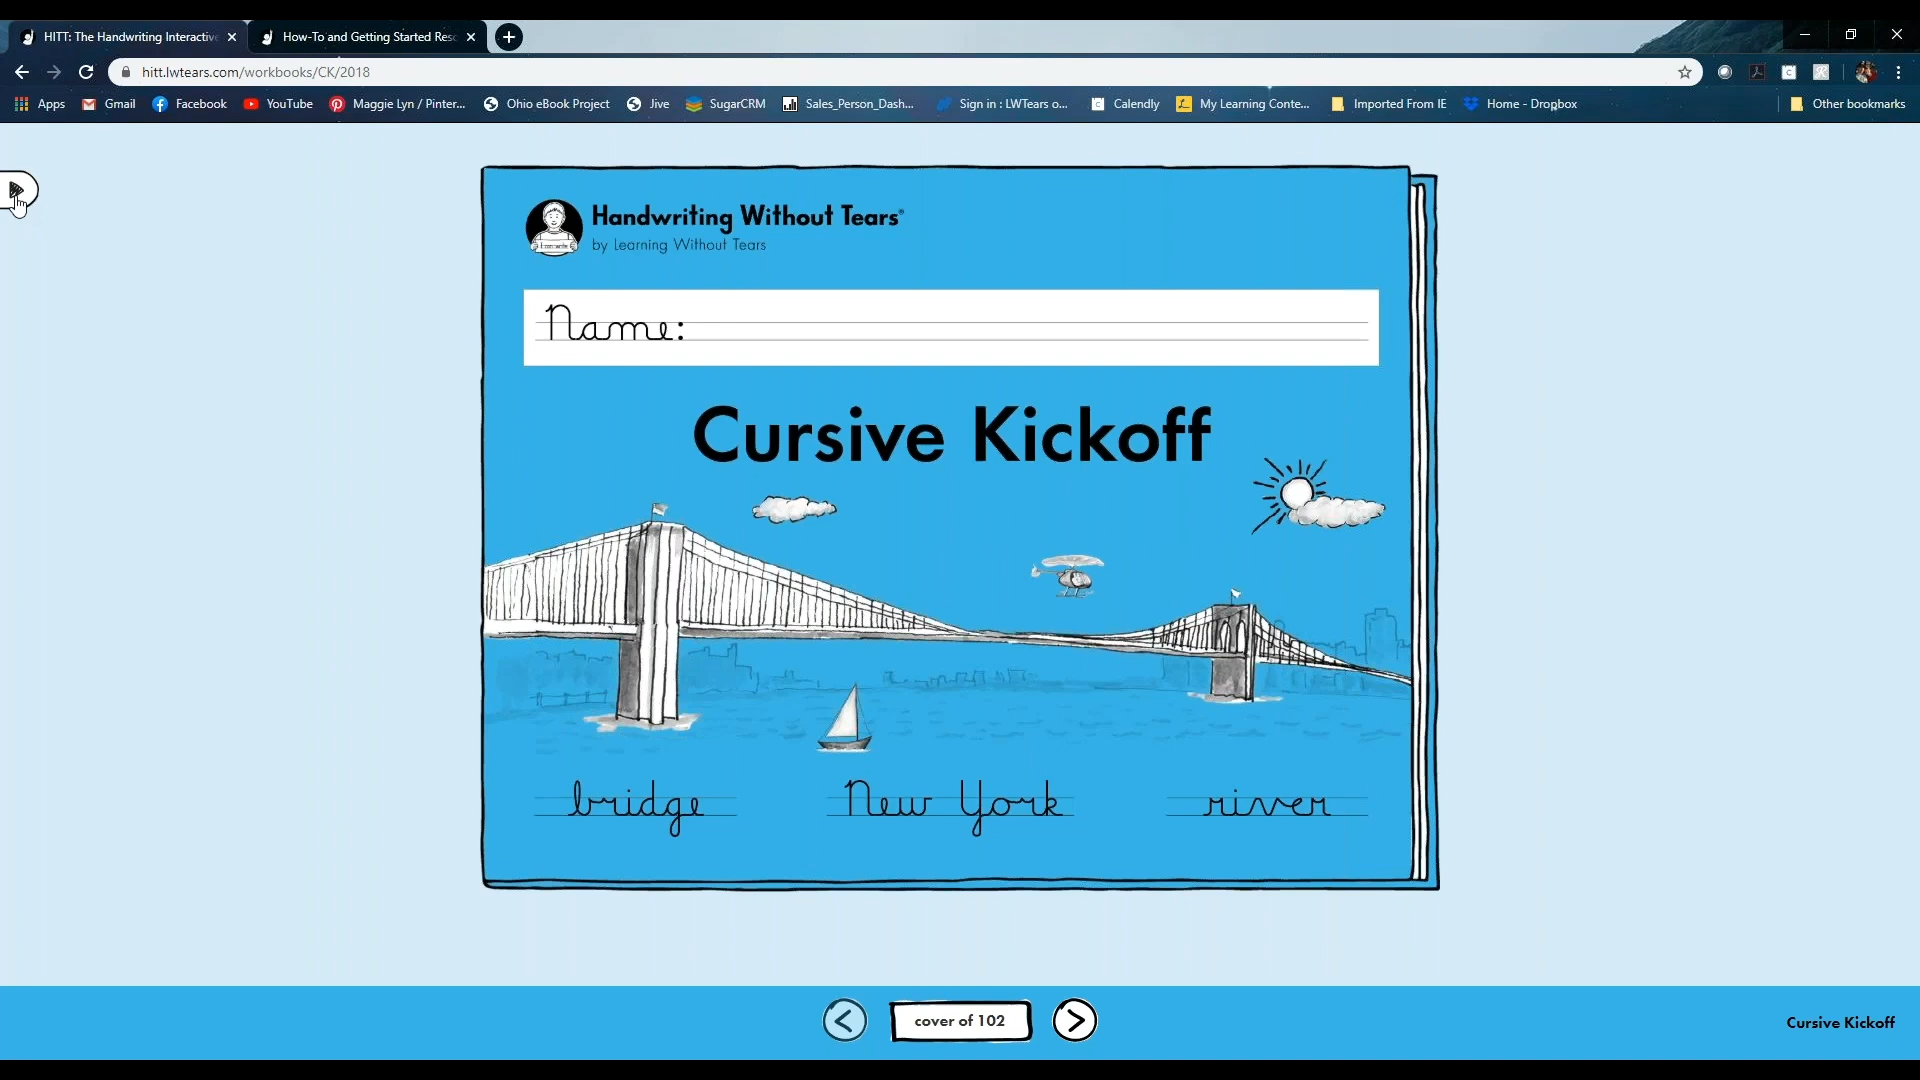 HITT: The Handwriting Interactive
How-To and Getting Started Resc
hitt.lwtears.com/workbooks/CK/2018
Apps Gmail Facebook YouTube Maggie Lyn / Pinter... Ohio eBook Project Jive SugarCRM Sales_Person_Dash... Sign in : LWTears o... Calendly My Learning Conte... Imported From IE Home - Dropbox Other bookmarks
Handwriting Without Tears®
by Learning Without Tears
I can write
Name:
Cursive Kickoff
bridge New York river
cover of 102
Cursive Kickoff